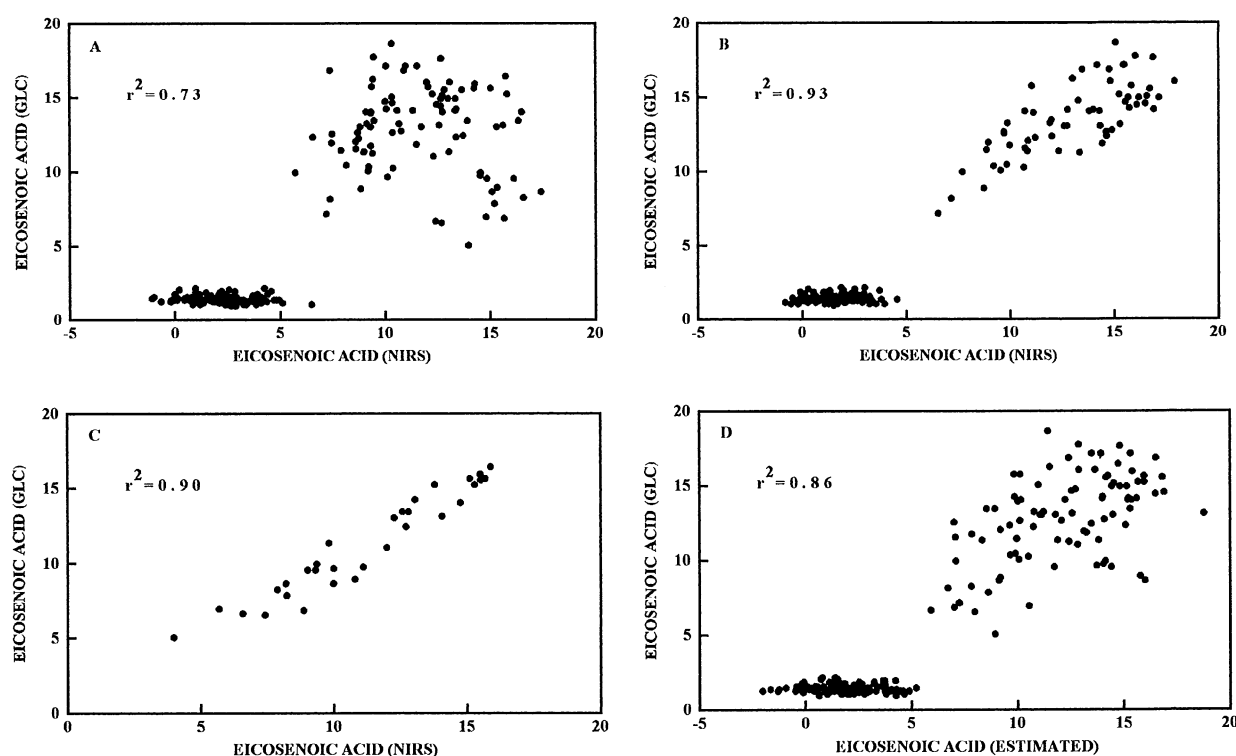 A
r2=0.73
EICOSENOIC ACID (GLC)
20
15
10
5
0
-5 0 5 10 15 20
EICOSENOIC ACID (NIRS)
B
r2=0.93
EICOSENOIC ACID (GLC)
20
15
10
5
0
-5 0 5 10 15 20
EICOSENOIC ACID (NIRS)
C
r2=0.90
EICOSENOIC ACID (GLC)
20
15
10
5
0
0 5 10 15 20
EICOSENOIC ACID (NIRS)
D
r2=0.86
EICOSENOIC ACID (GLC)
20
15
10
5
0
-5 0 5 10 15 20
EICOSENOIC ACID (ESTIMATED)